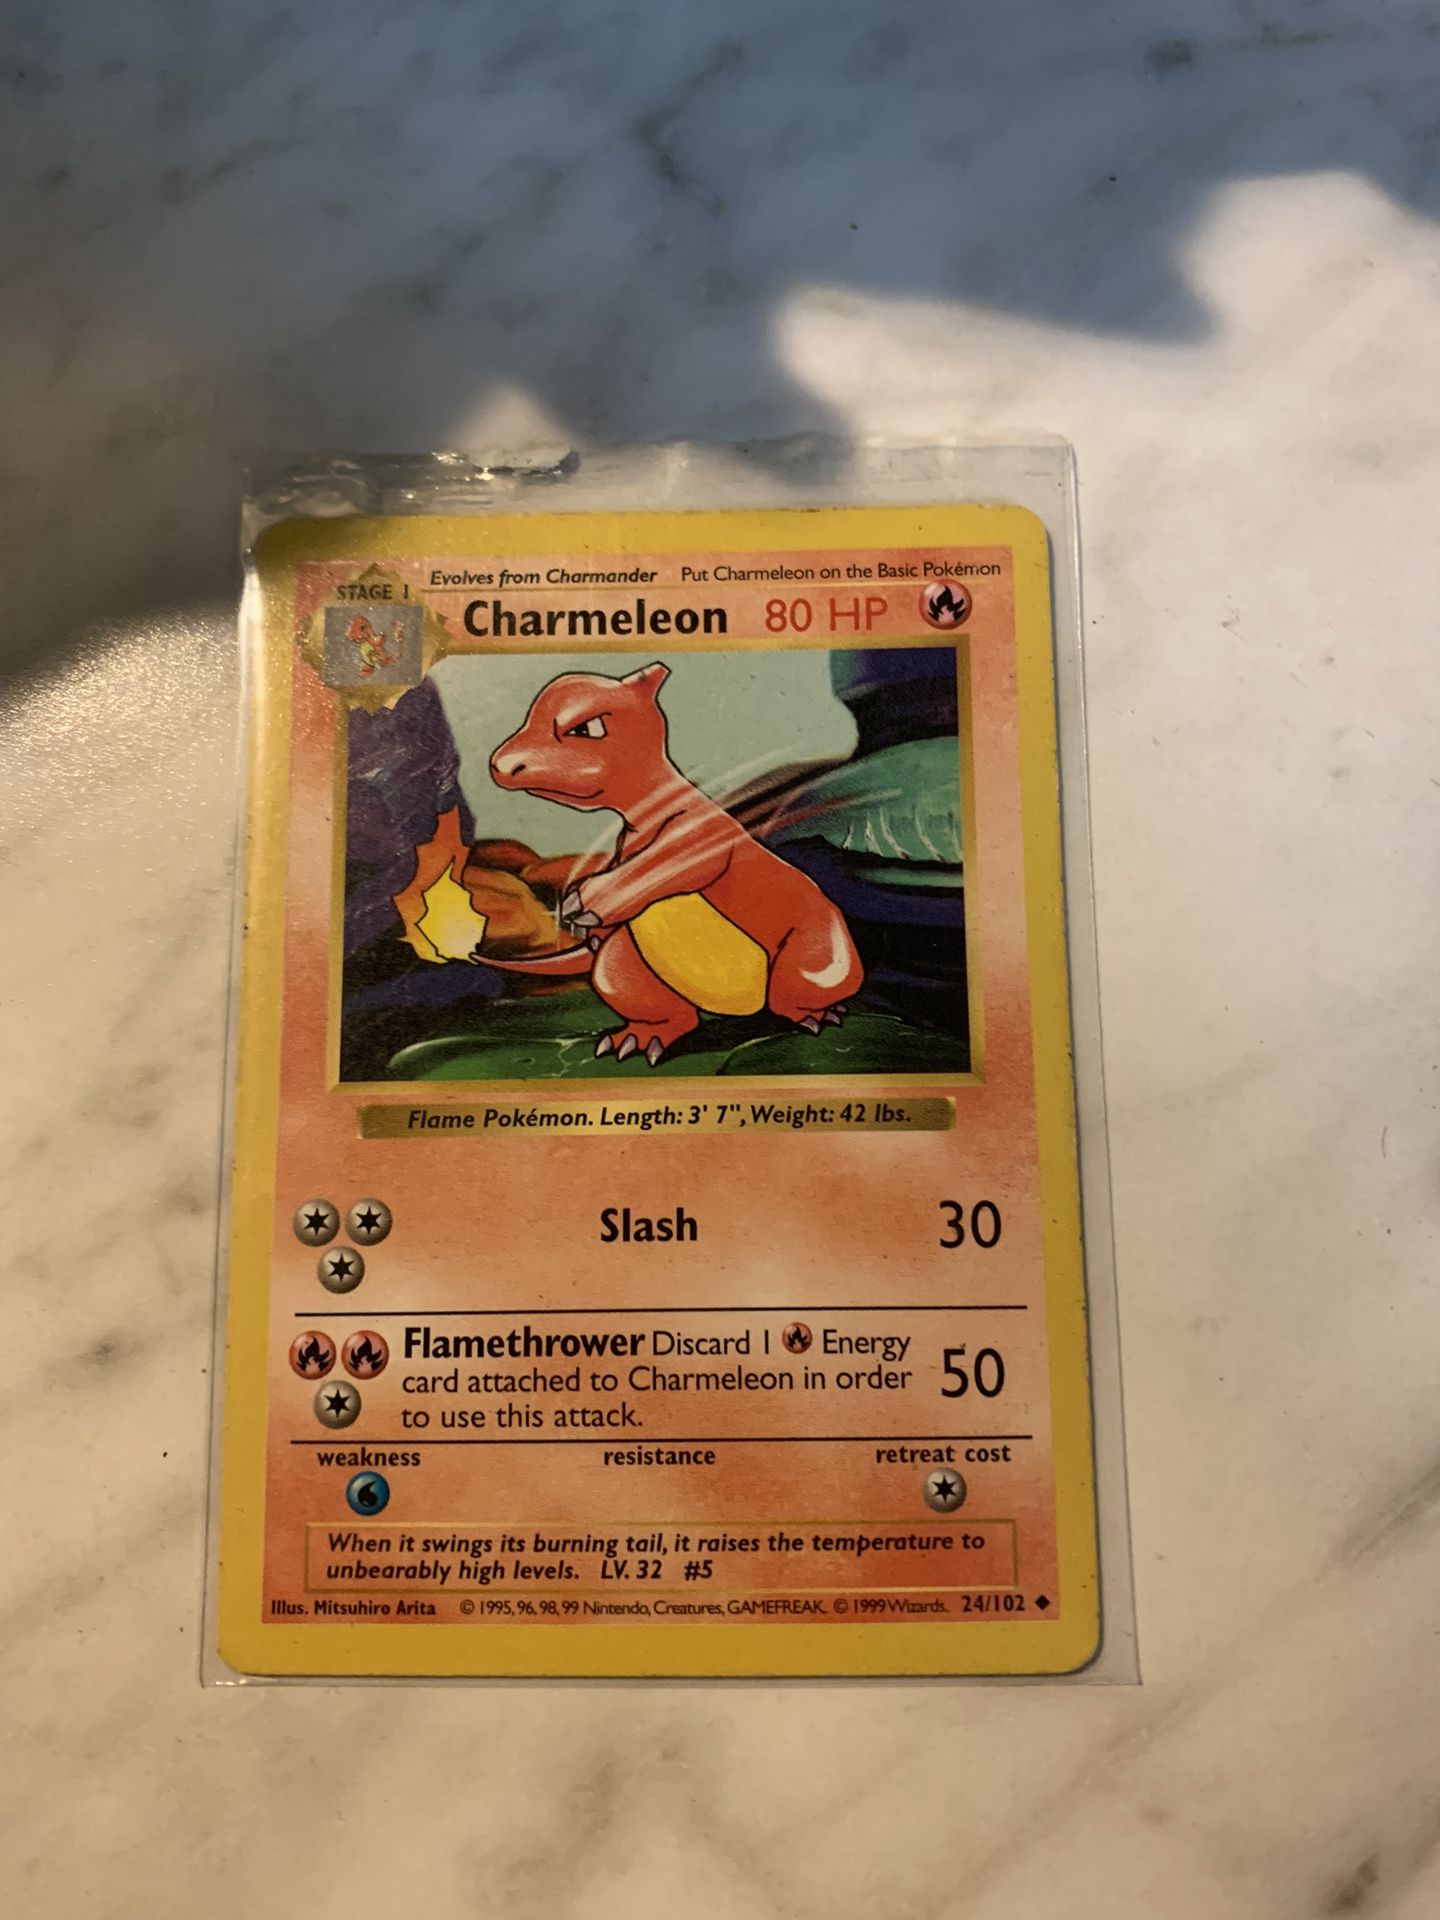 Evolves from Charmander Put Charmeleon on the Basic Pokémon
STAGE 1
Charmeleon 80 HP
Flame Pokémon. Length: 3' 7", Weight: 42 lbs.
Slash 30
Flamethrower Discard 1 Energy
card attached to Charmeleon in order
to use this attack.
50
weakness resistance retreat cost
When it swings its burning tail, it raises the temperature to
unbearably high levels. LV. 32 #5
Illus. Mitsuhiro Arita © 1995, 96, 98, 99 Nintendo, Creatures, GAMEFREAK. © 1999 Wizards. 24/102